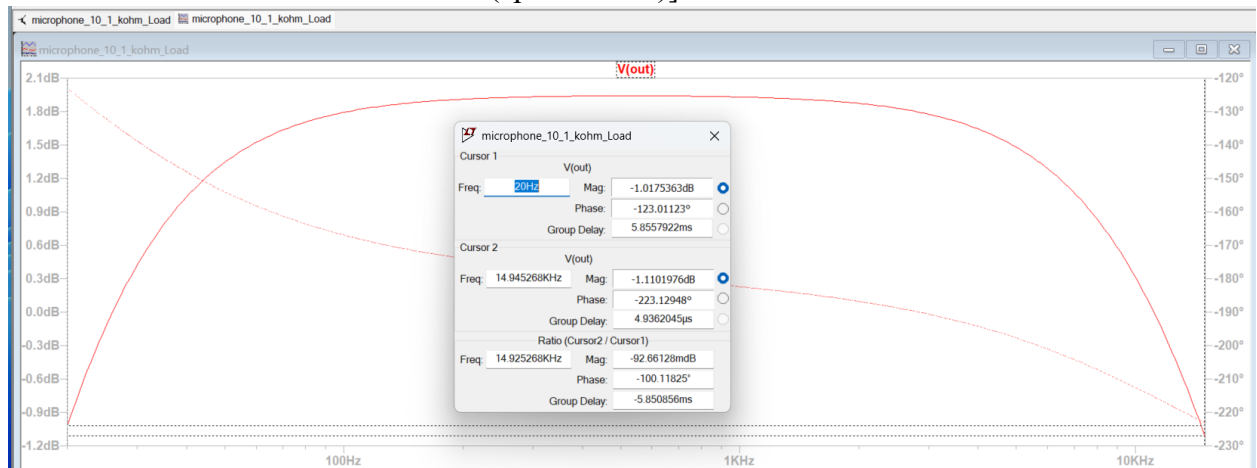 microphone_10_1_kohm_Load microphone_10_1_kohm_Load
microphone_10_1_kohm_Load
V(out)
2.1dB -120°
1.8dB -130°
1.5dB -140°
1.2dB -150°
0.9dB -160°
0.6dB -170°
0.3dB -180°
0.0dB -190°
-0.3dB -200°
-0.6dB -210°
-0.9dB -220°
-1.2dB -230°
100Hz 1KHz 10KHz
microphone_10_1_kohm_Load
Cursor 1
V(out)
Freq: 20Hz Mag: -1.0175363dB
Phase: -123.01123°
Group Delay: 5.8557922ms
Cursor 2
V(out)
Freq: 14.945268KHz Mag: -1.1101976dB
Phase: -223.12948°
Group Delay: 4.9362045µs
Ratio (Cursor2 / Cursor1)
Freq: 14.925268KHz Mag: -92.66128mdB
Phase: -100.11825°
Group Delay: -5.850856ms